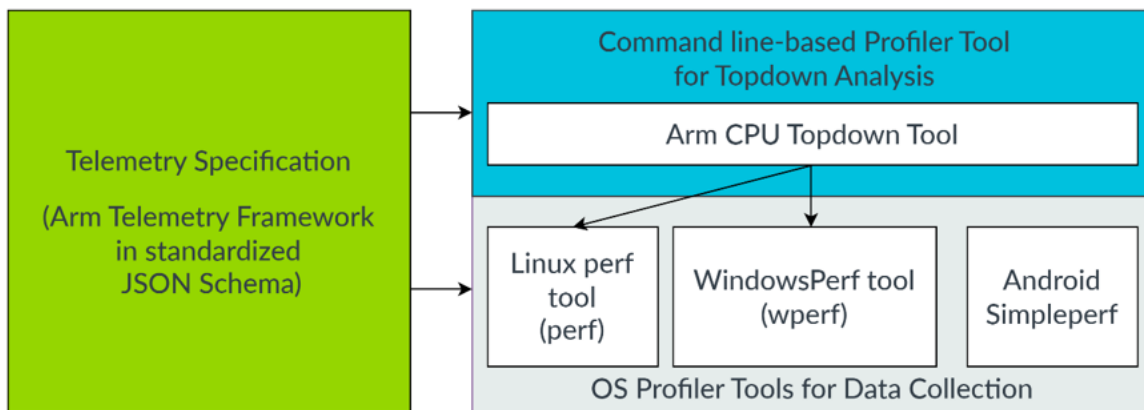 Telemetry Specification
(Arm Telemetry Framework
in standardized
JSON Schema)
Command line-based Profiler Tool
for Topdown Analysis
Arm CPU Topdown Tool
Linux perf
tool
(perf)
WindowsPerf tool
(wperf)
Android
Simpleperf
OS Profiler Tools for Data Collection